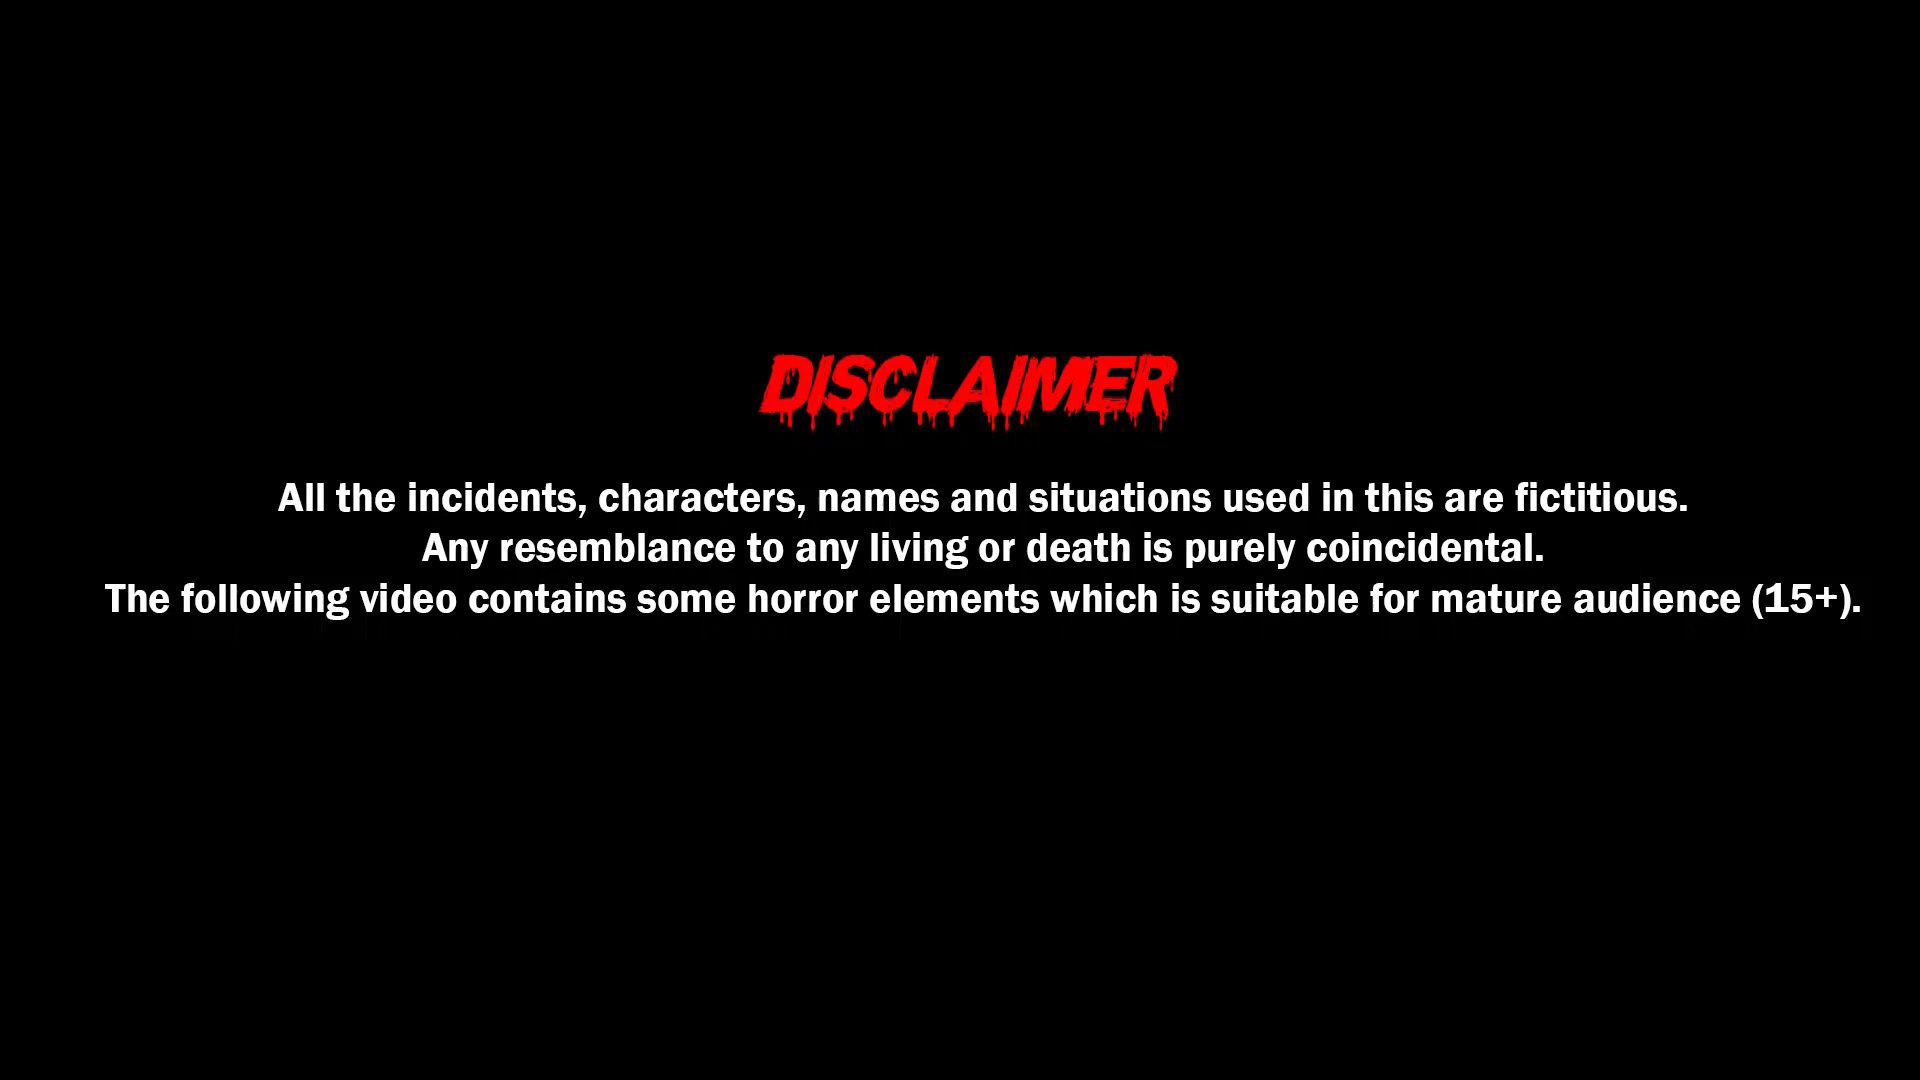 DISCLAIMER
All the incidents, characters, names and situations used in this are fictitious.
Any resemblance to any living or death is purely coincidental.
The following video contains some horror elements which is suitable for mature audience (15+).